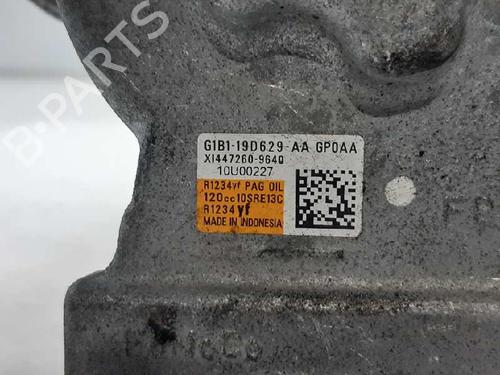 B-PARTS
G1B1-19D629-AA GP0AA
XI447260-9640
10U00227
R1234yf PAG OIL
120cc10SRE13C
R1234yf
MADE IN INDONESIA